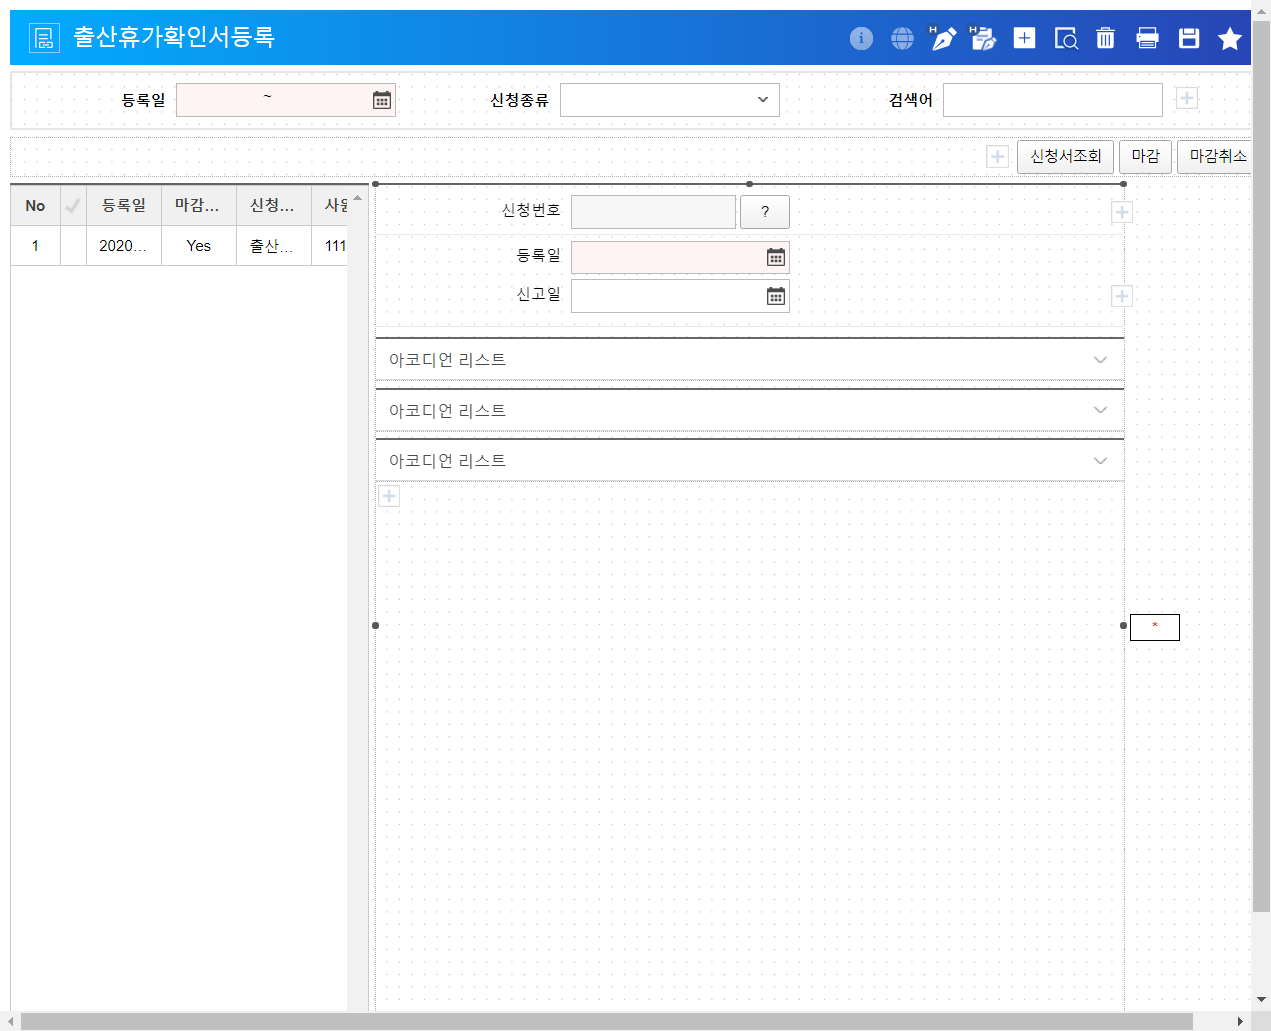 출산휴가확인서등록
등록일 ~ 신청종류 검색어
신청서조회 마감 마감취소
No 등록일 마감... 신청...
1 2020... Yes 출산... 111
신청번호 ?
등록일
신고일
아코디언 리스트
아코디언 리스트
아코디언 리스트
*